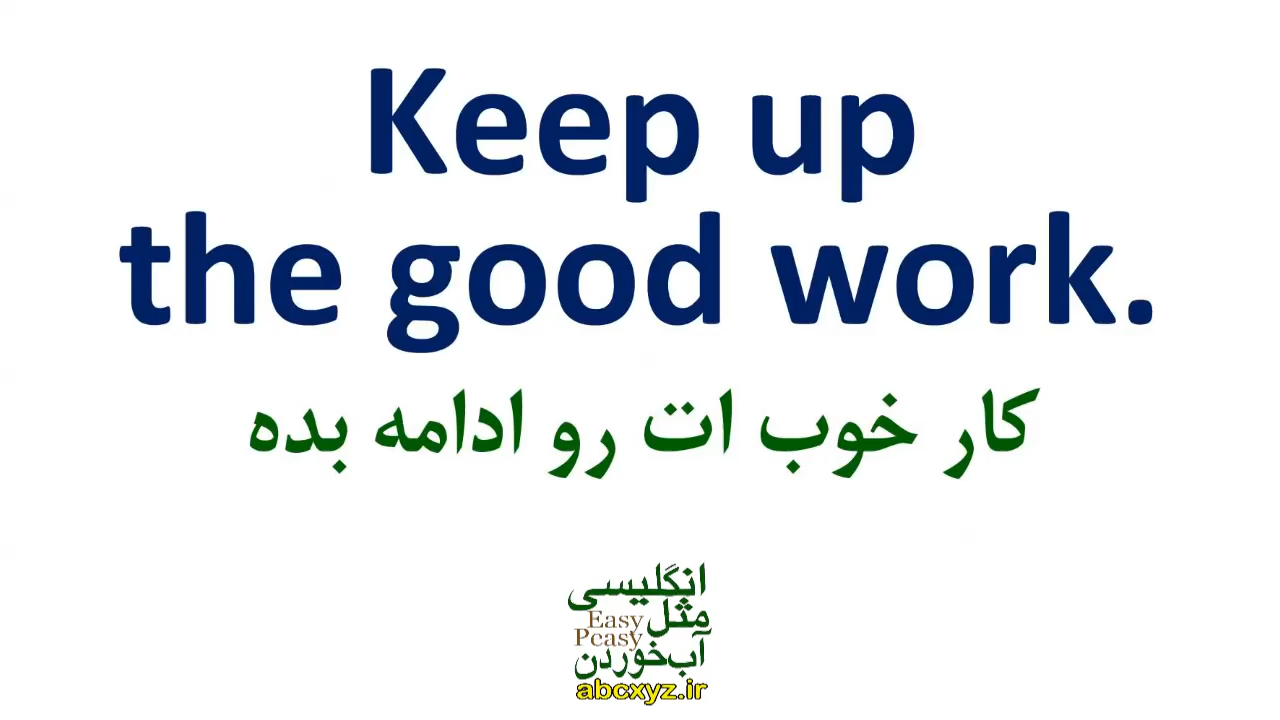 Keep up
the good work.
کار خوب ات رو ادامه بده
انگلیسی
مثل
Easy
Peasy
آب‌خوردن
abcxyz.ir